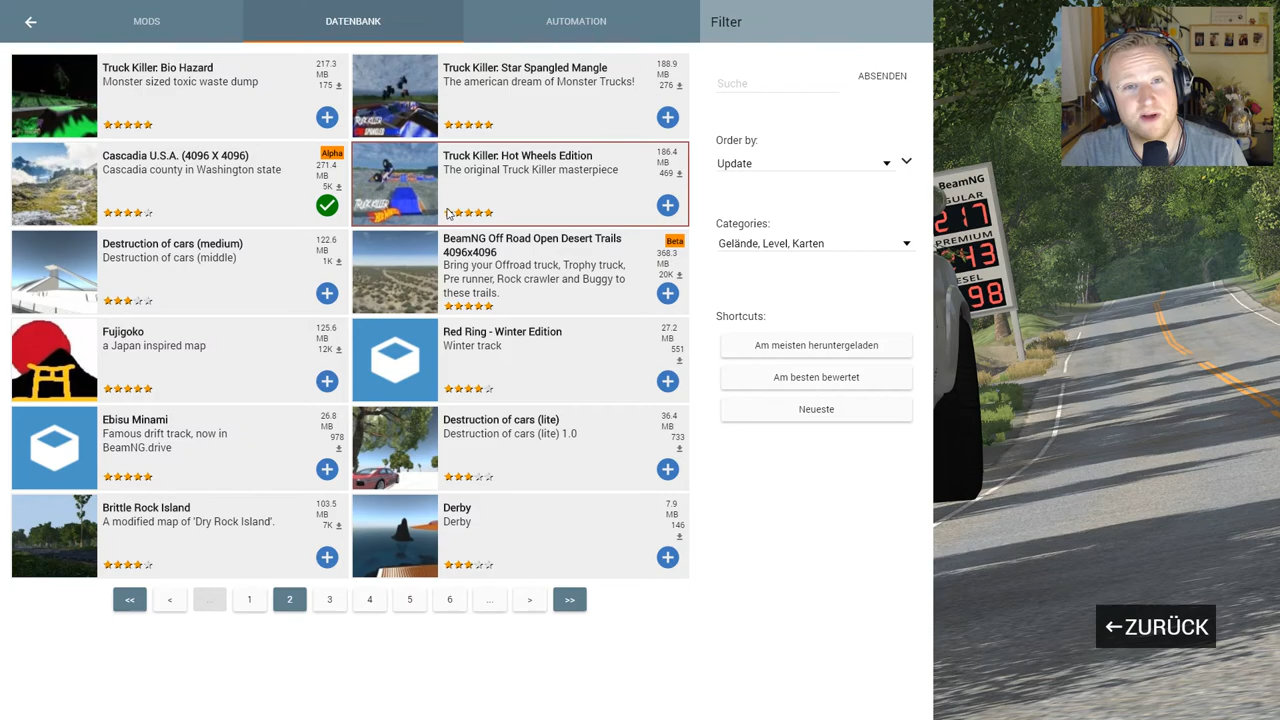 MODS
DATENBANK
AUTOMATION
Filter
Truck Killer: Bio Hazard
Monster sized toxic waste dump
217.3
MB
175
Truck Killer: Star Spangled Mangle
The american dream of Monster Trucks!
188.9
MB
276
Cascadia U.S.A. (4096 X 4096)
Cascadia county in Washington state
Alpha
271.4
MB
5K
Truck Killer: Hot Wheels Edition
The original Truck Killer masterpiece
186.4
MB
469
Destruction of cars (medium)
Destruction of cars (middle)
122.6
MB
1K
BeamNG Off Road Open Desert Trails
4096x4096
Bring your Offroad truck, Trophy truck,
Pre runner, Rock crawler and Buggy to
these trails.
Beta
368.3
MB
20K
Fujigoko
a Japan inspired map
125.6
MB
12K
Red Ring - Winter Edition
Winter track
27.2
MB
551
Ebisu Minami
Famous drift track, now in
BeamNG.drive
26.8
MB
978
Destruction of cars (lite)
Destruction of cars (lite) 1.0
36.4
MB
733
Brittle Rock Island
A modified map of 'Dry Rock Island'.
103.5
MB
7K
Derby
Derby
7.9
MB
146
<< < ... 1 2 3 4 5 6 ... > >>
Suche
ABSENDEN
Order by:
Update
Categories:
Gelände, Level, Karten
Shortcuts:
Am meisten heruntergeladen
Am besten bewertet
Neueste
BeamNG
GULAR
217
PREMIUM
43
ESEL
98
ZURÜCK